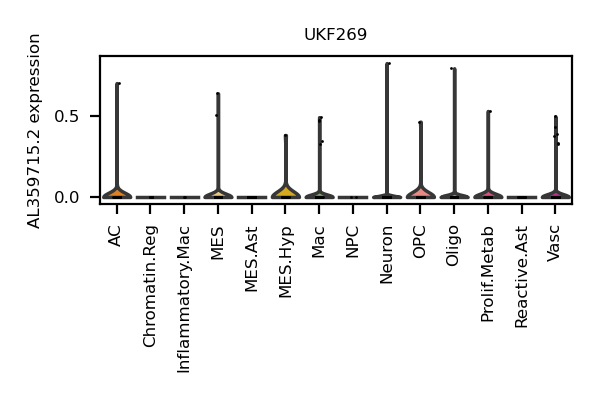 UKF269
AL359715.2 expression
0.5
0.0
AC
Chromatin.Reg
Inflammatory.Mac
MES
MES.Ast
MES.Hyp
Mac
NPC
Neuron
OPC
Oligo
Prolif.Metab
Reactive.Ast
Vasc